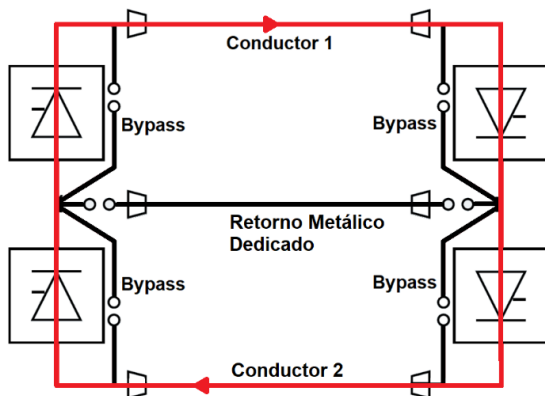 Conductor 1
Bypass
Bypass
Retorno Metálico
Dedicado
Bypass
Bypass
Conductor 2